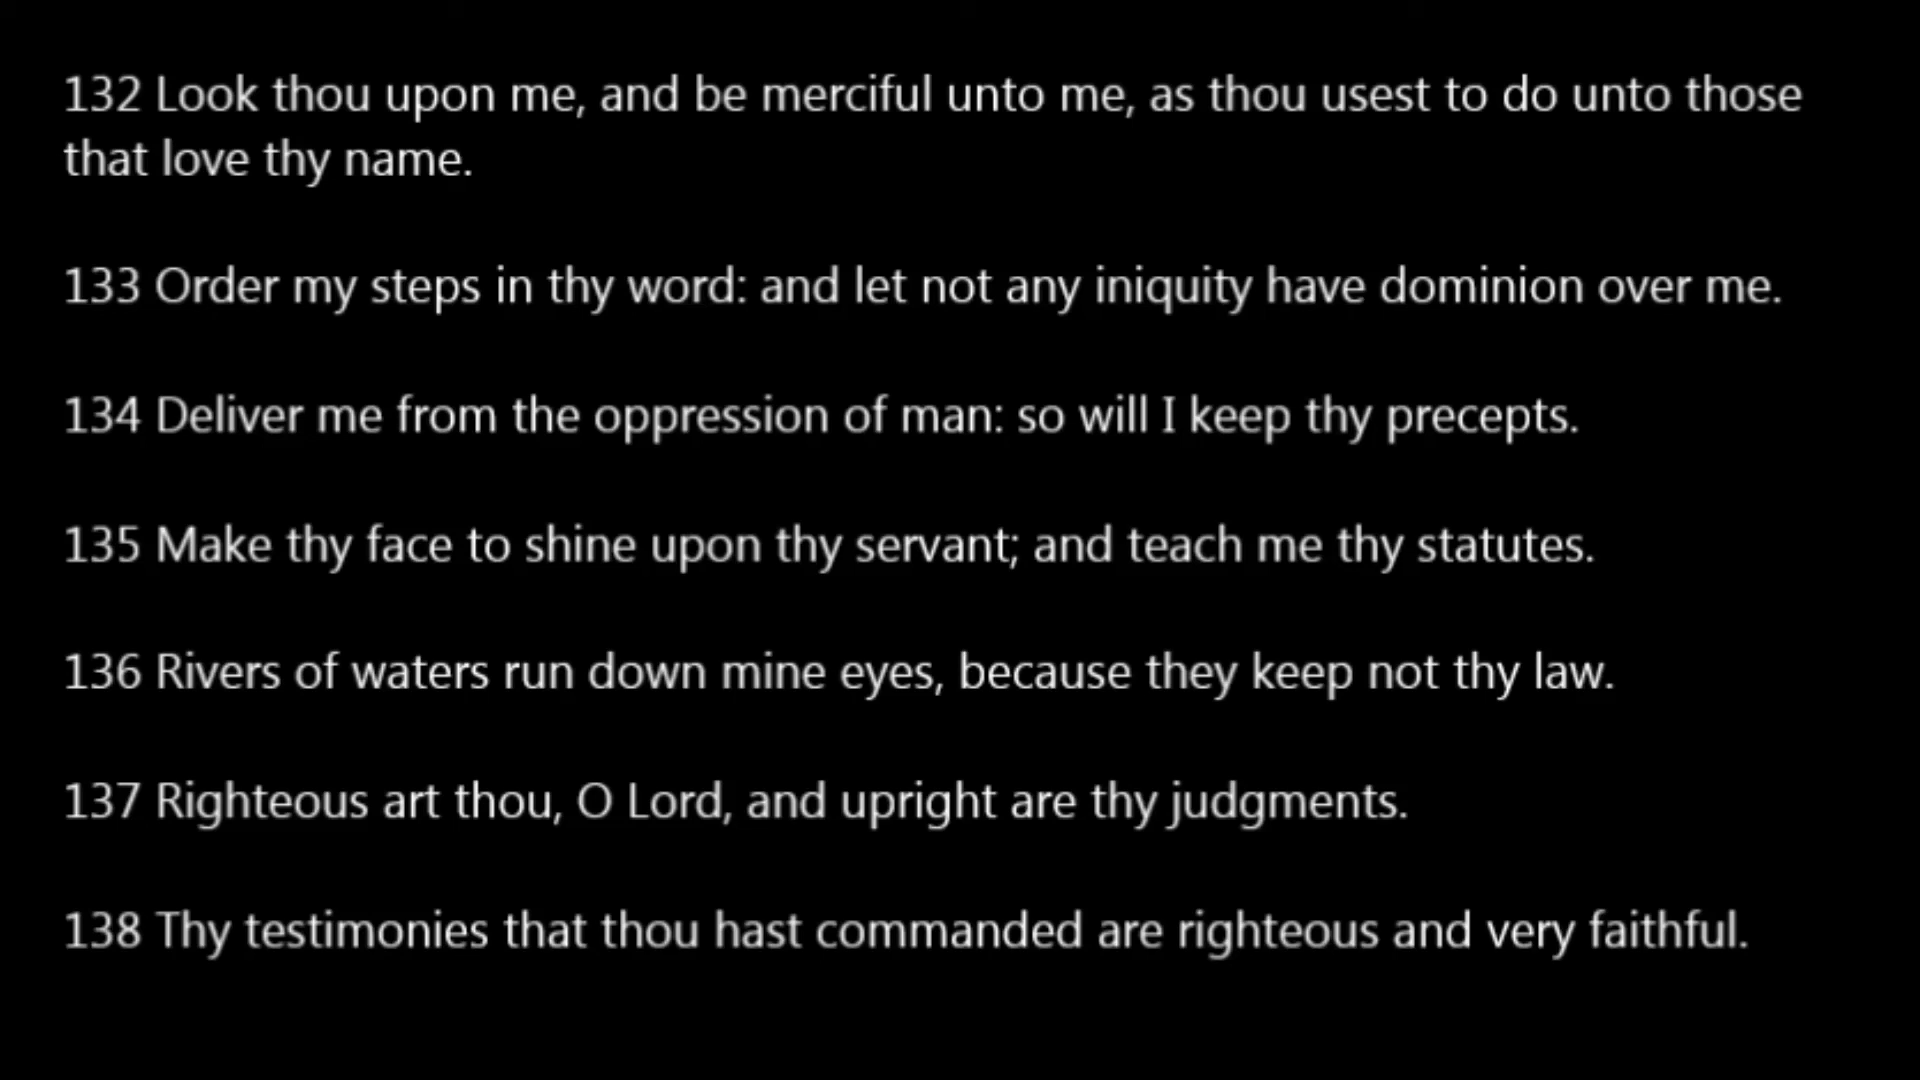 132 Look thou upon me, and be merciful unto me, as thou usest to do unto those
that love thy name.
133 Order my steps in thy word: and let not any iniquity have dominion over me.
134 Deliver me from the oppression of man: so will I keep thy precepts.
135 Make thy face to shine upon thy servant; and teach me thy statutes.
136 Rivers of waters run down mine eyes, because they keep not thy law.
137 Righteous art thou, O Lord, and upright are thy judgments.
138 Thy testimonies that thou hast commanded are righteous and very faithful.